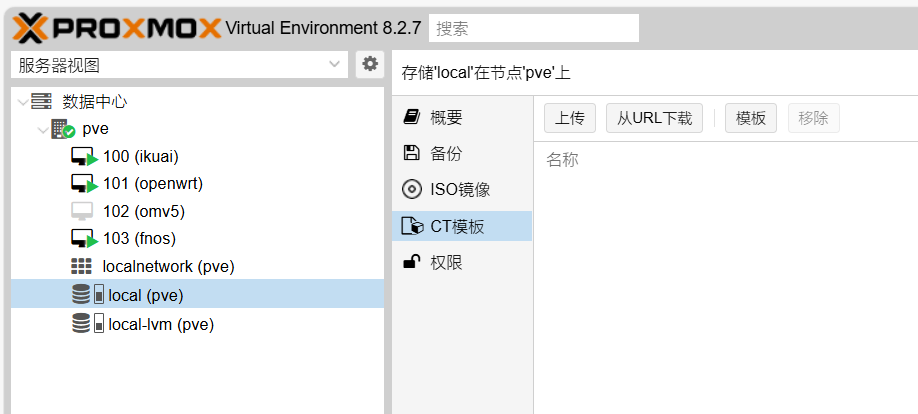 PROXMOX Virtual Environment 8.2.7 搜索
服务器视图
存储'local'在节点'pve'上
数据中心
pve
100 (ikuai)
101 (openwrt)
102 (omv5)
103 (fnos)
localnetwork (pve)
local (pve)
local-lvm (pve)
概要
备份
ISO镜像
CT模板
权限
上传 从URL下载 模板 移除
名称